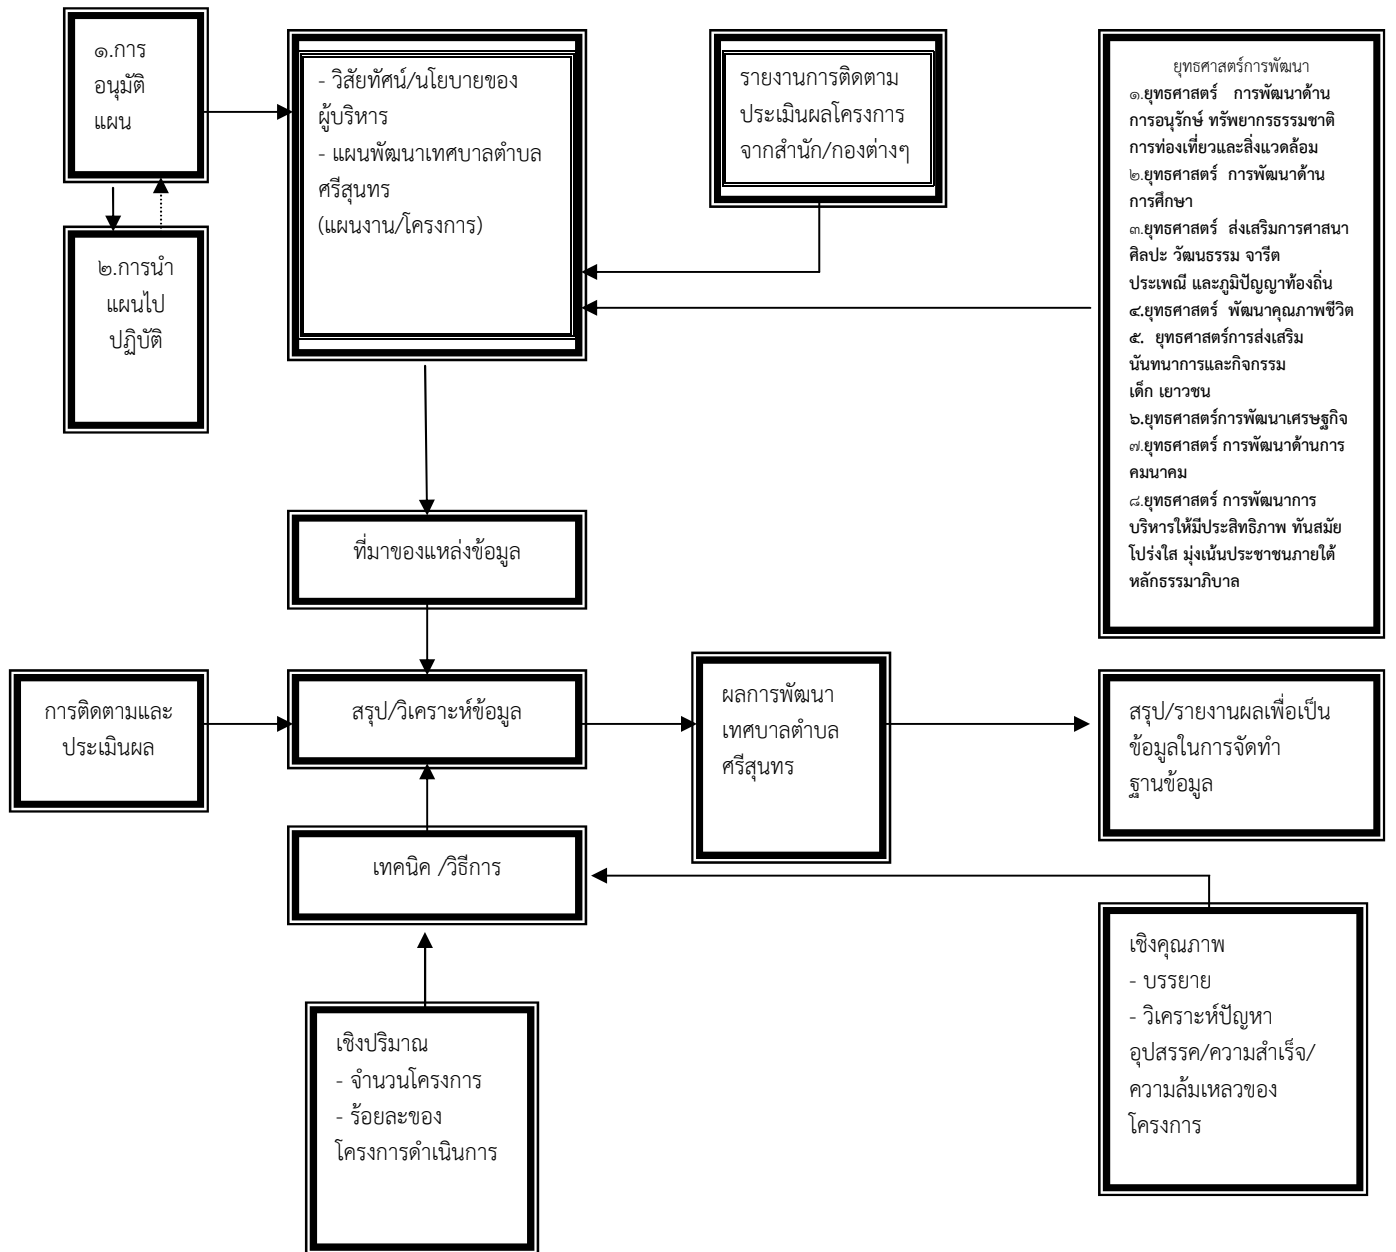 ๑.การ
อนุมัติ
แผน
- วิสัยทัศน์/นโยบายของ
ผู้บริหาร
- แผนพัฒนาเทศบาลตำบล
ศรีสุนทร
(แผนงาน/โครงการ)
รายงานการติดตาม
ประเมินผลโครงการ
จากสำนัก/กองต่างๆ
ยุทธศาสตร์การพัฒนา
๑.ยุทธศาสตร์ การพัฒนาด้าน
การอนุรักษ์ ทรัพยากรธรรมชาติ
การท่องเที่ยวและสิ่งแวดล้อม
๒.ยุทธศาสตร์ การพัฒนาด้าน
การศึกษา
๓.ยุทธศาสตร์ ส่งเสริมการศาสนา
ศิลปะ วัฒนธรรม จารีต
ประเพณี และภูมิปัญญาท้องถิ่น
๔.ยุทธศาสตร์ พัฒนาคุณภาพชีวิต
๕. ยุทธศาสตร์การส่งเสริม
นันทนาการและกิจกรรม
เด็ก เยาวชน
๖.ยุทธศาสตร์การพัฒนาเศรษฐกิจ
๗.ยุทธศาสตร์ การพัฒนาด้านการ
คมนาคม
๘.ยุทธศาสตร์ การพัฒนาการ
บริหารให้มีประสิทธิภาพ ทันสมัย
โปร่งใส มุ่งเน้นประชาชนภายใต้
หลักธรรมาภิบาล
๒.การนำ
แผนไป
ปฏิบัติ
ที่มาของแหล่งข้อมูล
การติดตามและ
ประเมินผล
สรุป/วิเคราะห์ข้อมูล
ผลการพัฒนา
เทศบาลตำบล
ศรีสุนทร
สรุป/รายงานผลเพื่อเป็น
ข้อมูลในการจัดทำ
ฐานข้อมูล
เทคนิค /วิธีการ
เชิงปริมาณ
- จำนวนโครงการ
- ร้อยละของ
โครงการดำเนินการ
เชิงคุณภาพ
- บรรยาย
- วิเคราะห์ปัญหา
อุปสรรค/ความสำเร็จ/
ความล้มเหลวของ
โครงการ